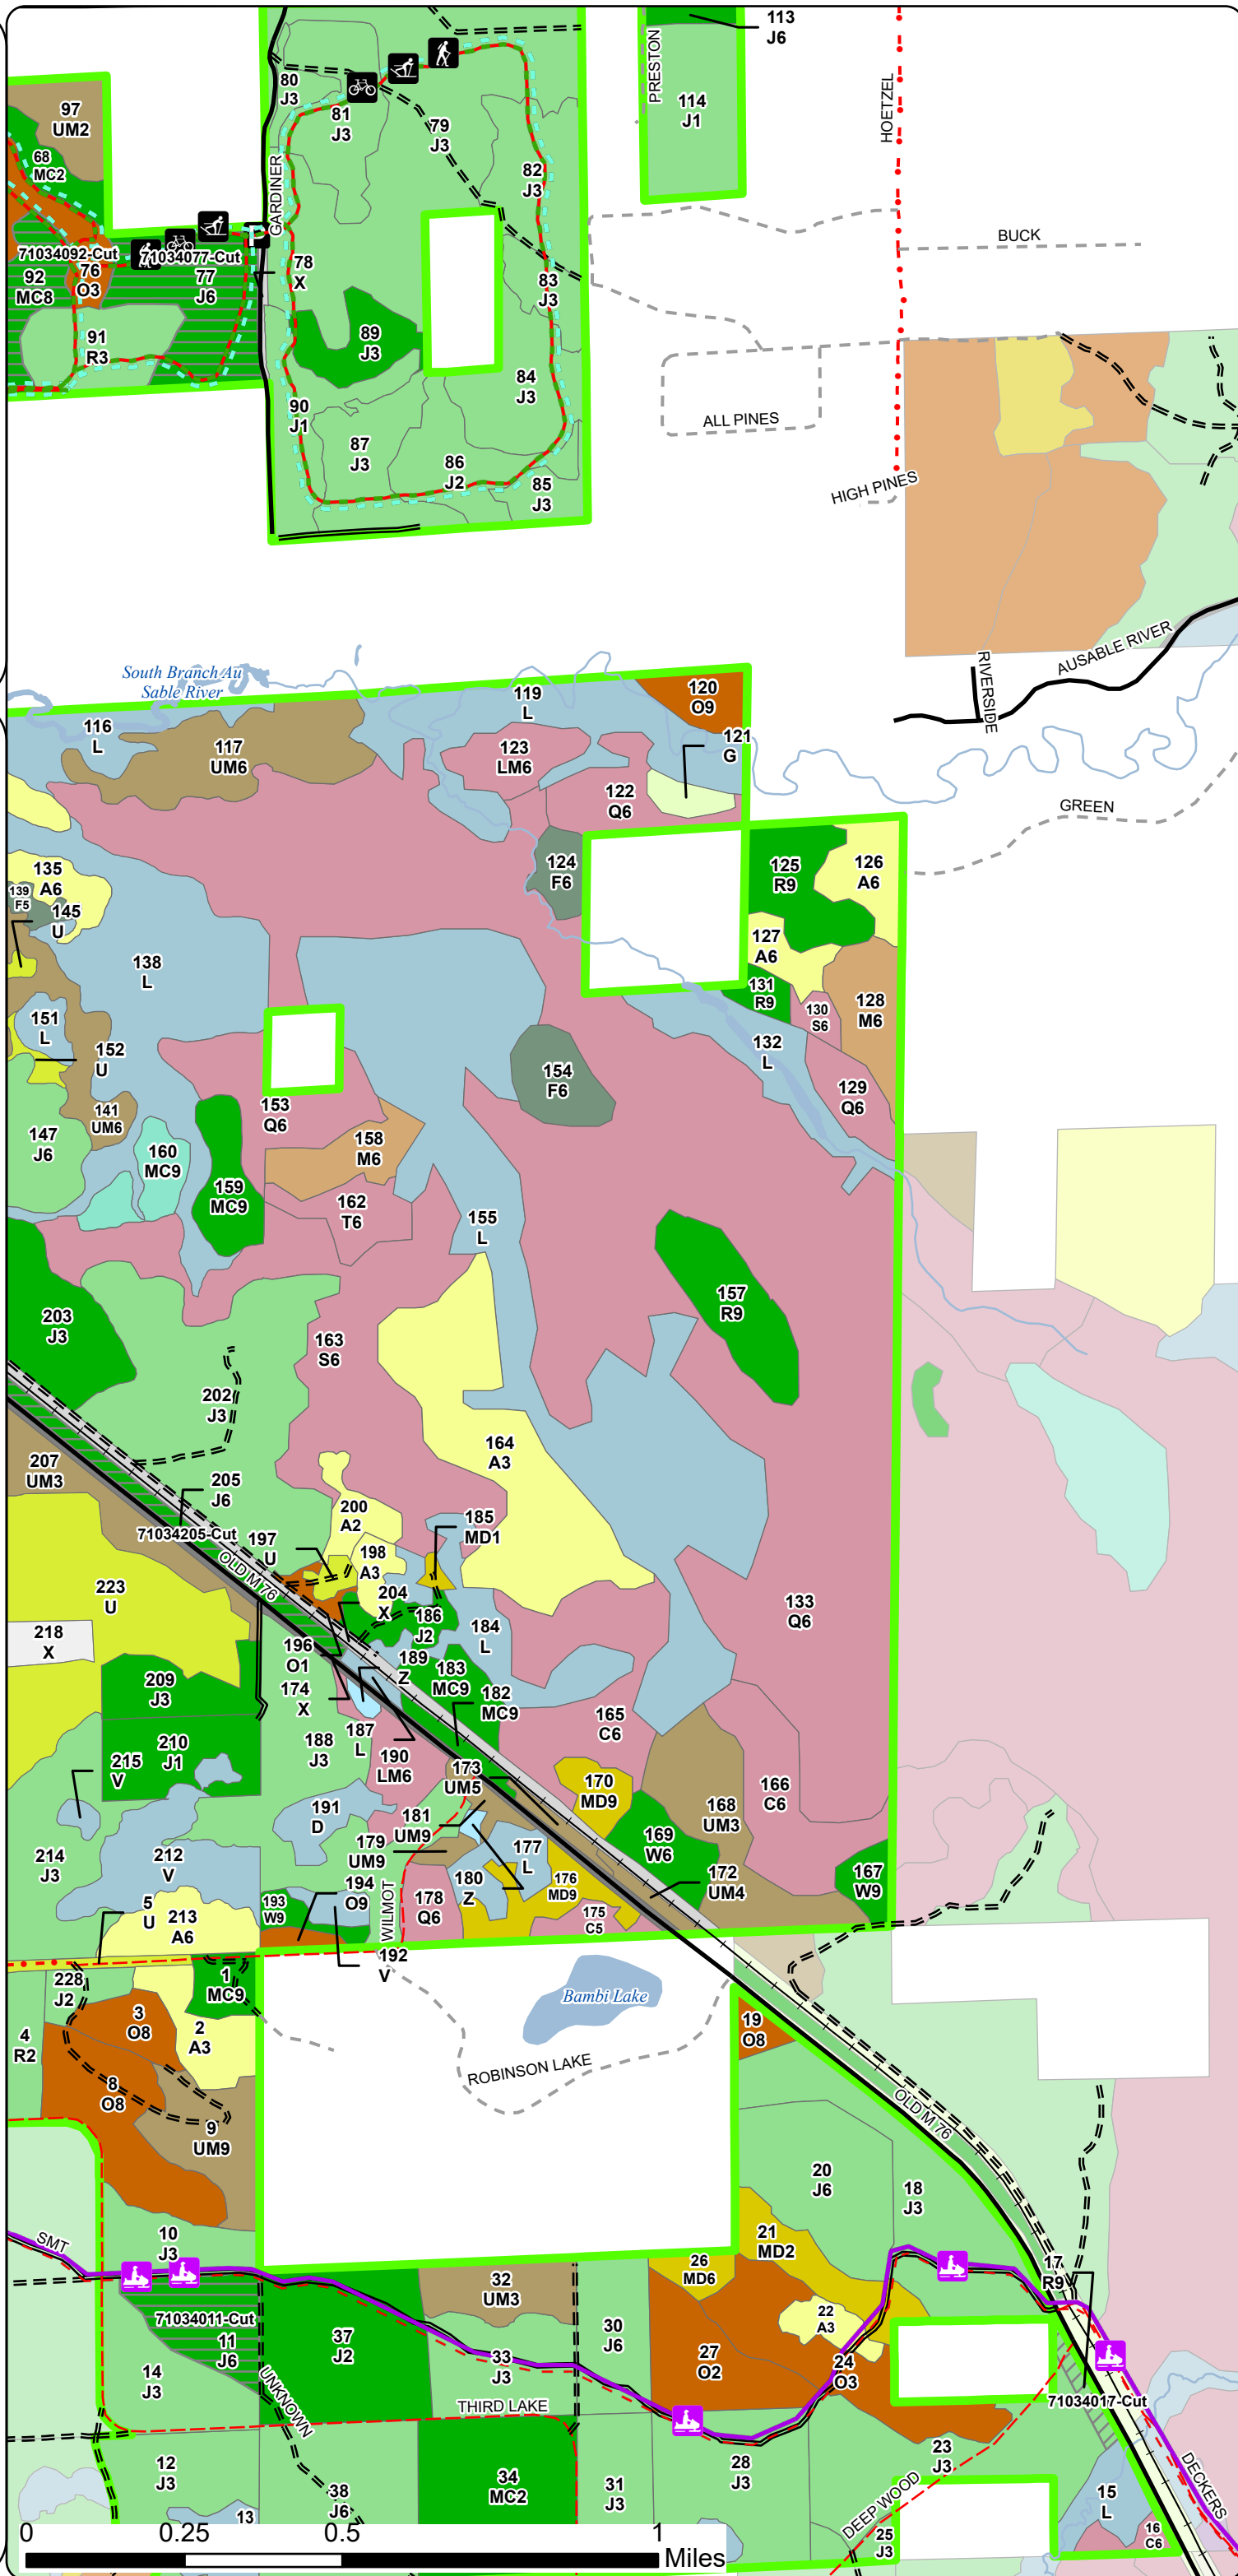 113
J6
PRESTON
114
J1
HOETZEL
97
UM2
68
MC2
80
J3
81
J3
79
J3
82
J3
GARDINER
P
71034092-Cut
71034077-Cut
76
O3
92
MC8
77
J6
91
R3
78
X
83
J3
89
J3
84
J3
90
J1
87
J3
86
J2
85
J3
BUCK
ALL PINES
HIGH PINES
RIVERSIDE
AUSABLE RIVER
GREEN
South Branch Au
Sable River
116
L
117
UM6
119
L
120
O9
121
G
123
LM6
122
Q6
124
F6
125
R9
126
A6
127
A6
128
M6
131
R9
130
S6
132
L
129
Q6
135
A6
139
F5
145
U
138
L
151
L
152
U
141
UM6
147
J6
160
MC9
159
MC9
153
Q6
154
F6
158
M6
162
T6
155
L
157
R9
203
J3
163
S6
202
J3
164
A3
207
UM3
205
J6
71034205-Cut
OLD M 76
197
U
200
A2
198
A3
185
MD1
204
X
186
J2
184
L
133
Q6
223
U
218
X
196
O1
189
Z
183
MC9
182
MC9
174
X
209
J3
210
J1
215
V
188
J3
187
L
190
LM6
165
C6
173
UM5
170
MD9
166
C6
168
UM3
191
D
181
UM9
179
UM9
177
L
169
W6
214
J3
212
V
194
O9
180
Z
176
MD9
172
UM4
167
W9
5
U
213
A6
193
W9
WILMOT
178
Q6
175
C5
192
V
228
J2
1
MC9
3
O8
2
A3
4
R2
8
O8
9
UM9
Bambi Lake
ROBINSON LAKE
19
O8
OLD M 76
20
J6
18
J3
SMT
10
J3
21
MD2
26
MD6
17
R9
32
UM3
71034011-Cut
11
J6
37
J2
30
J6
22
A3
33
J3
27
O2
24
O3
14
J3
UNKNOWN
THIRD LAKE
71034017-Cut
12
J3
38
J6
34
MC2
31
J3
28
J3
23
J3
DEEP WOOD
DECKERS
15
L
13
25
J3
16
C6
0 0.25 0.5 1
Miles